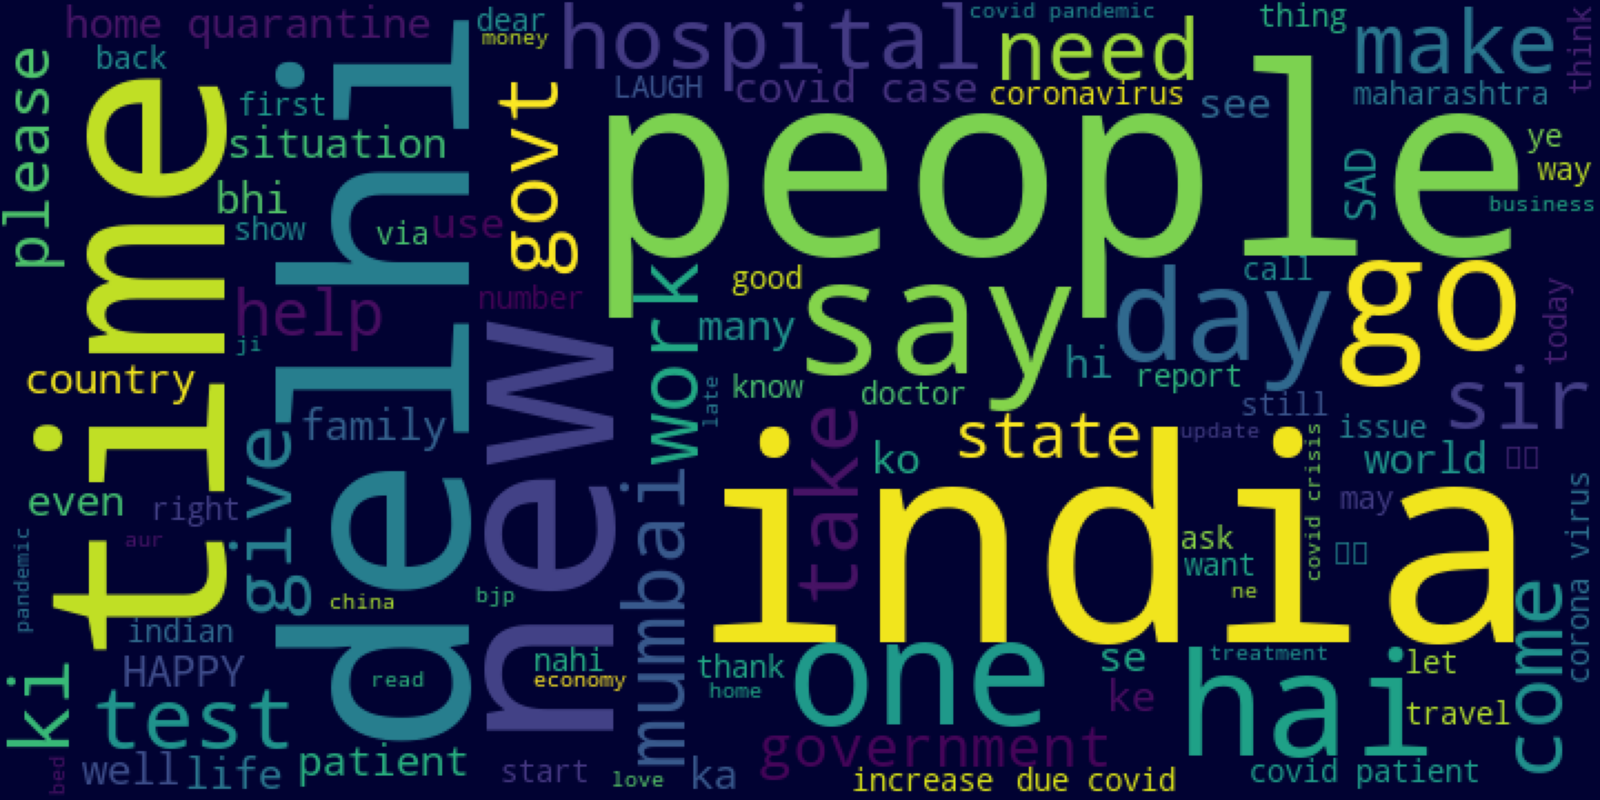 home quarantine
dear
money
hospital
covid pandemic
thing
make
think
back
please
first
LAUGH
covid case
need
coronavirus
see
maharashtra
time
situation
delhi
govt
people
ye
way
SAD
business
bhi
show
via
use
help
ji
number
new
work
good
say
many
day
call
go
today
country
family
late
know
doctor
hi
report
still
sir
give
take
ko
state
update
issue
world
even
right
aur
pandemic
mumbai
india
covid crisis
may
ask
want
ne
corona virus
china
bjp
indian
HAPPY
read
nahi
economy
thank
home
one
se
ke
treatment
hai
let
travel
come
ki
test
patient
government
bed
well
life
start
love
ka
increase due covid
covid patient